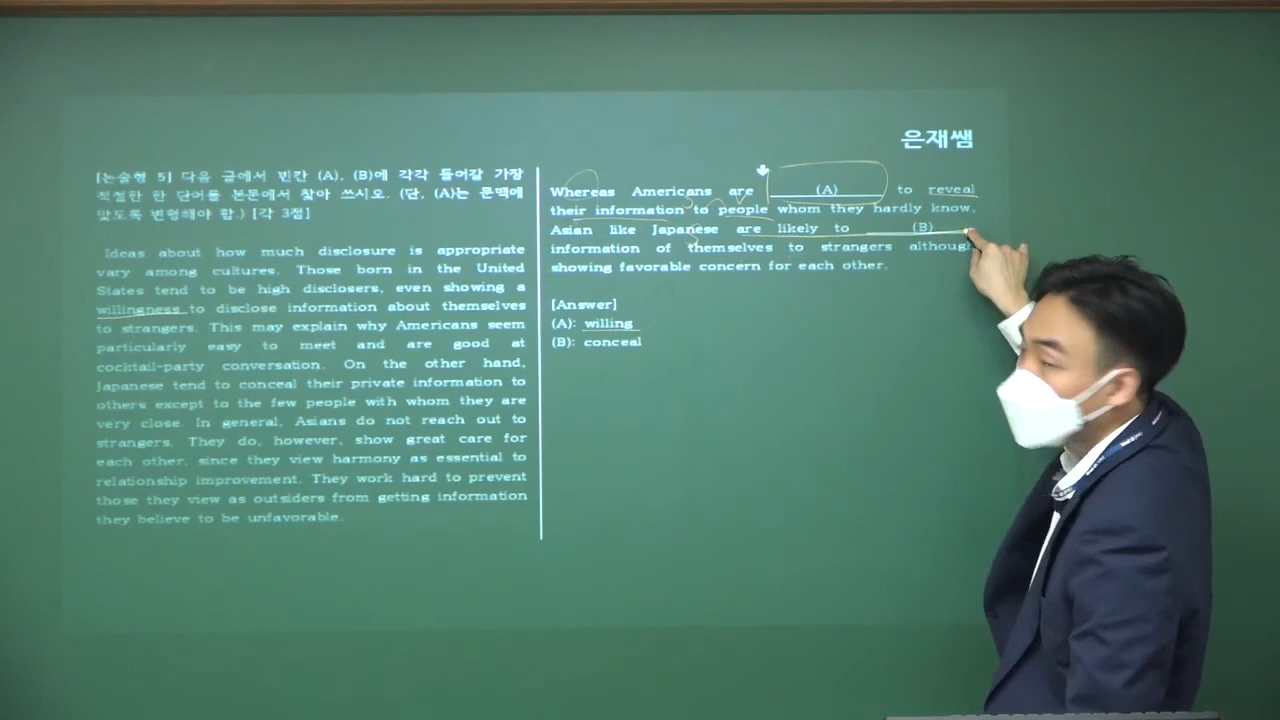 은재쌤
[논술형 5] 다음 글에서 빈칸 (A), (B)에 각각 들어갈 가장
적절한 한 단어를 본문에서 찾아 쓰시오. (단, (A)는 문맥에
맞도록 변형해야 함.) [각 3점]
Ideas about how much disclosure is appropriate
vary among cultures. Those born in the United
States tend to be high disclosers, even showing a
willingness to disclose information about themselves
to strangers. This may explain why Americans seem
particularly easy to meet and are good at
cocktail-party conversation. On the other hand,
Japanese tend to conceal their private information to
others except to the few people with whom they are
very close. In general, Asians do not reach out to
strangers. They do, however, show great care for
each other, since they view harmony as essential to
relationship improvement. They work hard to prevent
those they view as outsiders from getting information
they believe to be unfavorable.
Whereas Americans are (A) to reveal
their information to people whom they hardly know,
Asian like Japanese are likely to (B)
information of themselves to strangers although
showing favorable concern for each other.
[Answer]
(A): willing
(B): conceal